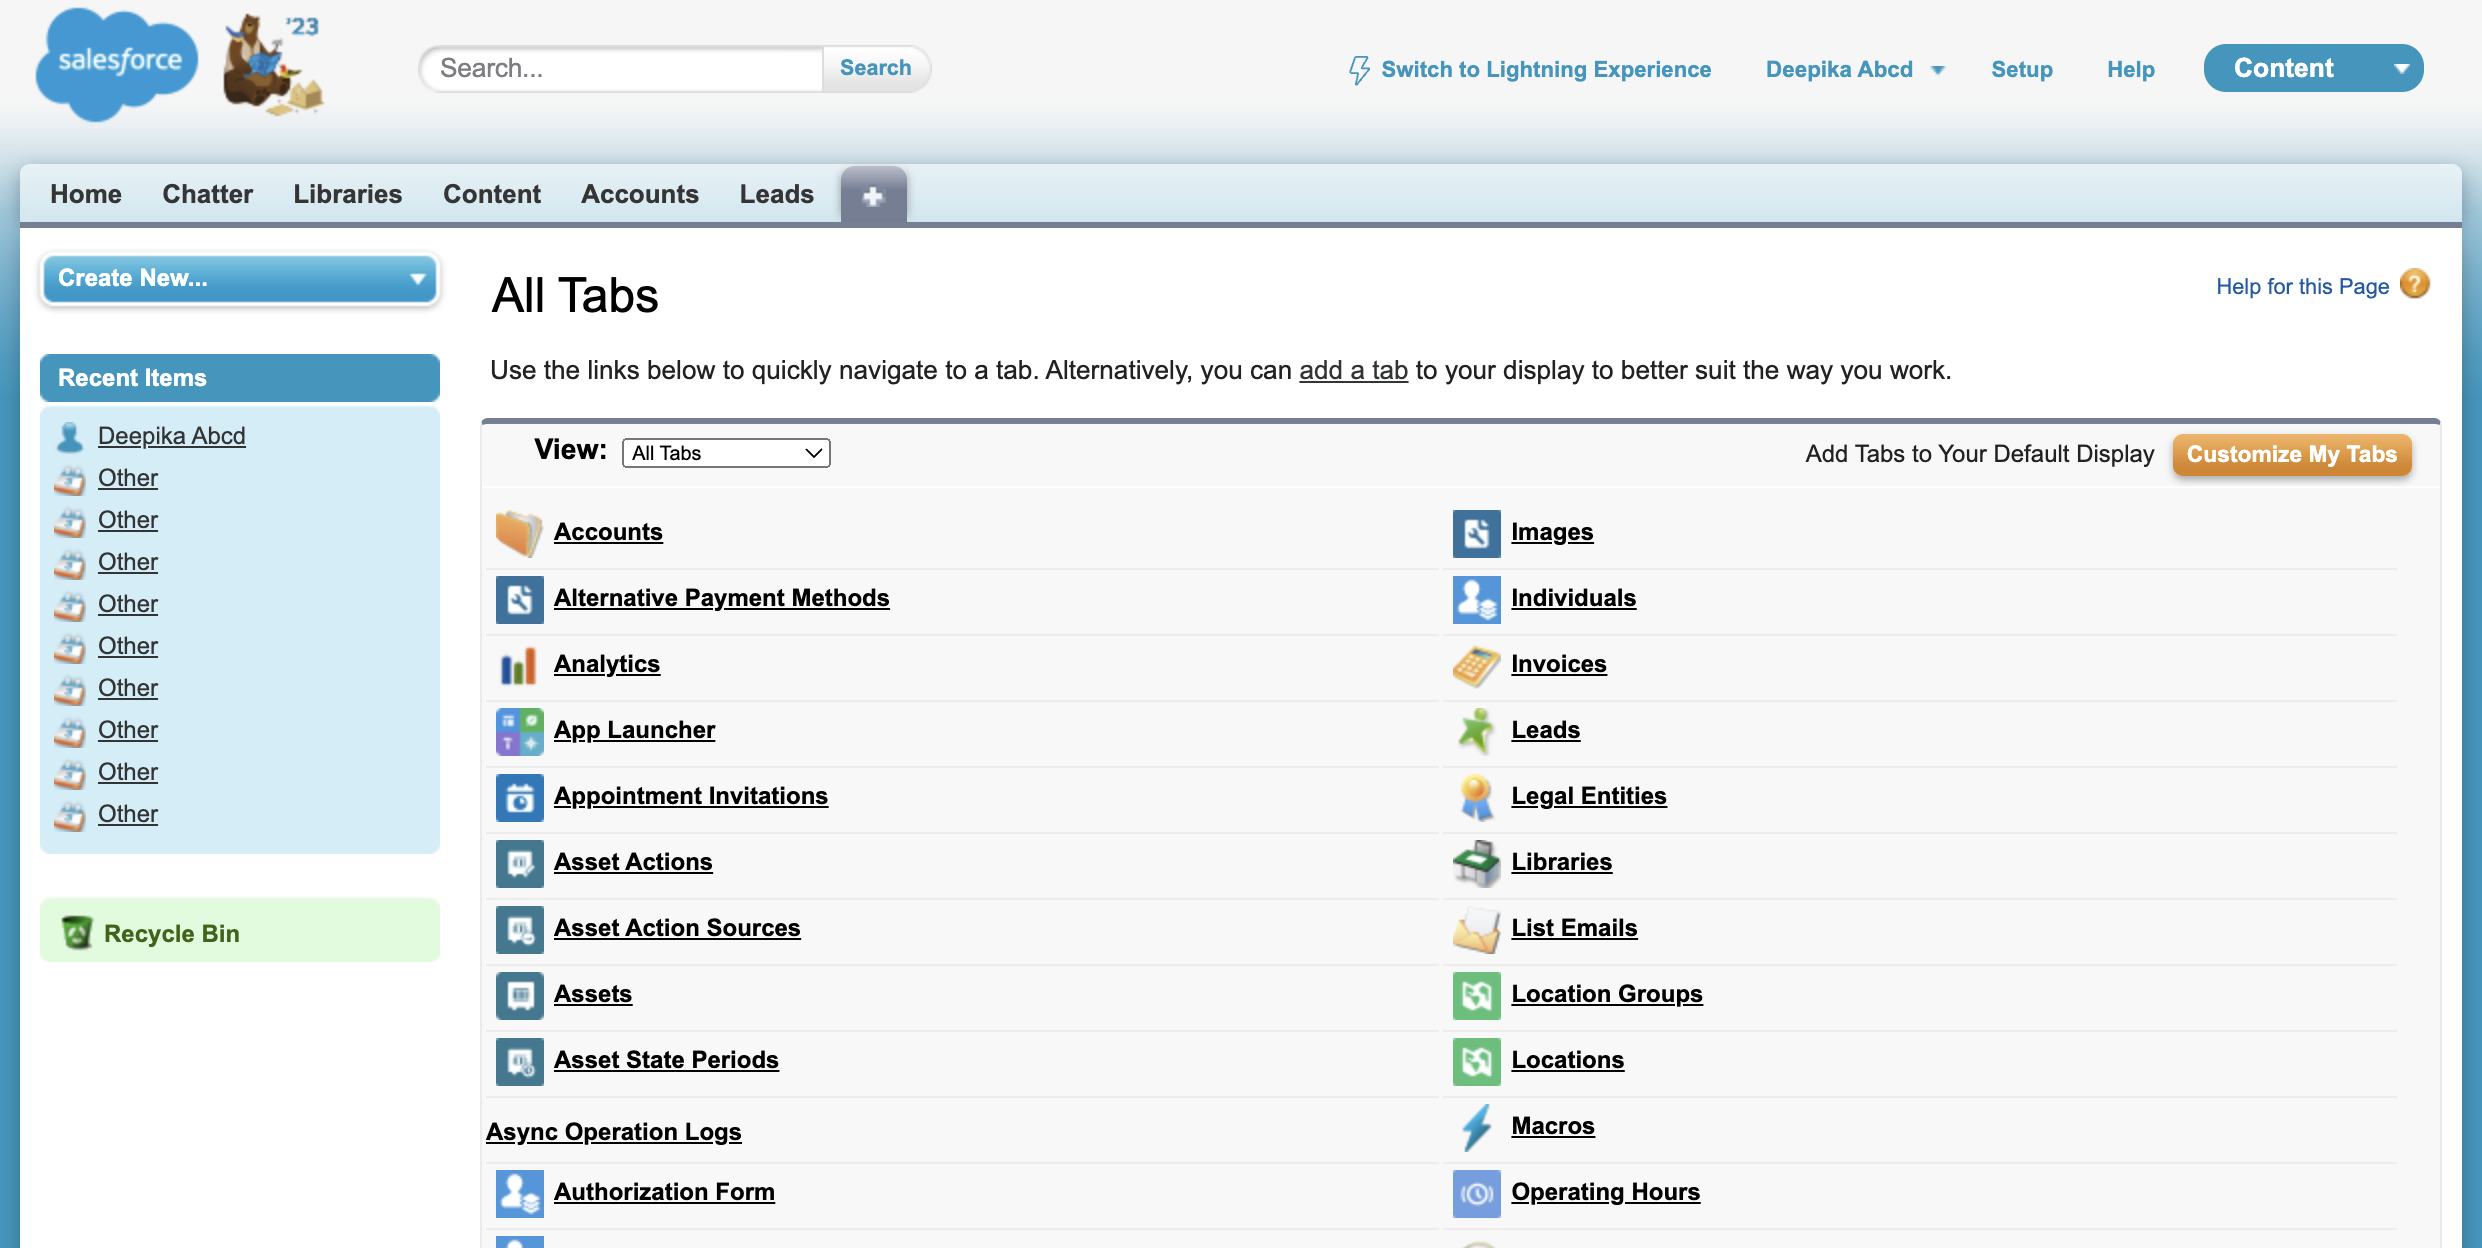 salesforce
'23
Search...
Search
Switch to Lightning Experience
Deepika Abcd
Setup
Help
Content
Home
Chatter
Libraries
Content
Accounts
Leads
Create New...
Recent Items
Deepika Abcd
Other
Other
Other
Other
Other
Other
Other
Other
Other
Recycle Bin
All Tabs
Help for this Page ?
Use the links below to quickly navigate to a tab. Alternatively, you can add a tab to your display to better suit the way you work.
View: All Tabs
Add Tabs to Your Default Display
Customize My Tabs
Accounts
Alternative Payment Methods
Analytics
App Launcher
Appointment Invitations
Asset Actions
Asset Action Sources
Assets
Asset State Periods
Async Operation Logs
Authorization Form
Images
Individuals
Invoices
Leads
Legal Entities
Libraries
List Emails
Location Groups
Locations
Macros
Operating Hours